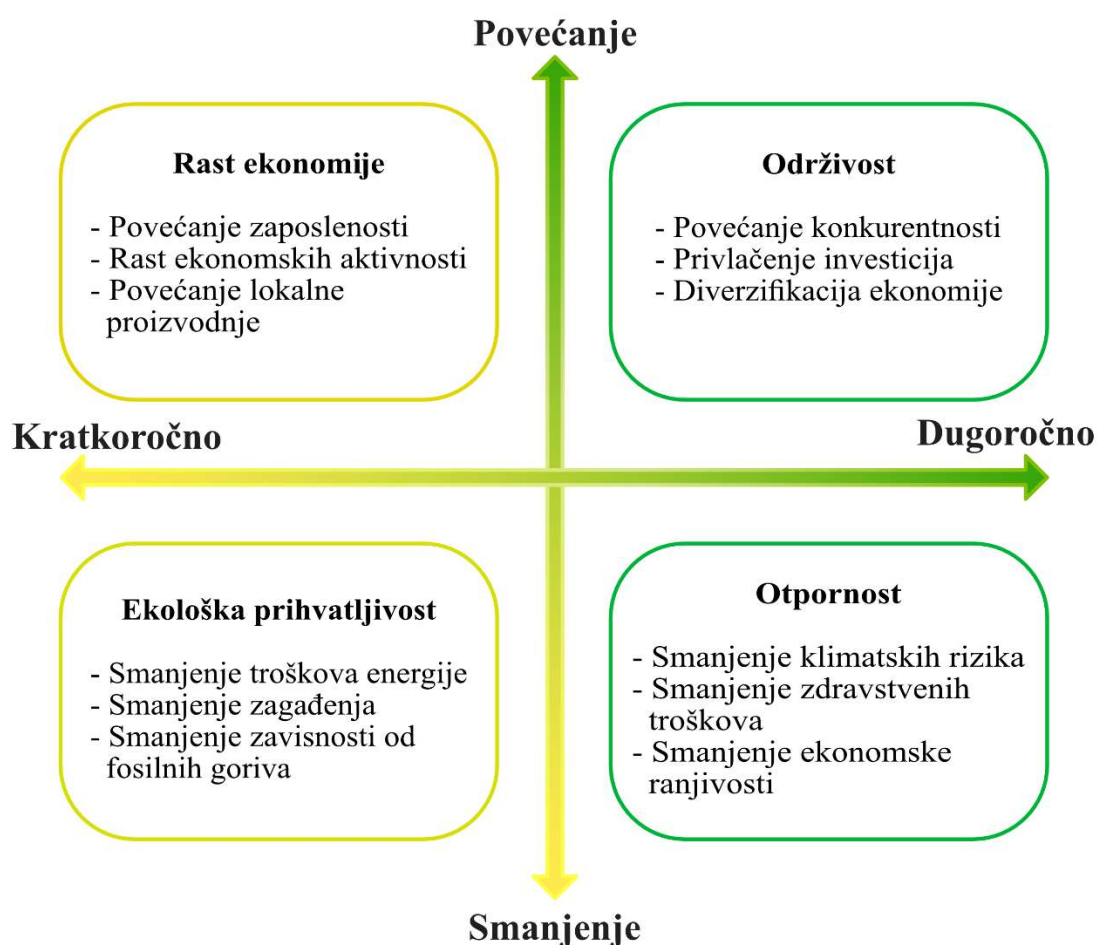 Povećanje
Rast ekonomije
- Povećanje zaposlenosti
- Rast ekonomskih aktivnosti
- Povećanje lokalne
proizvodnje
Održivost
- Povećanje konkurentnosti
- Privlačenje investicija
- Diverzifikacija ekonomije
Kratkoročno
Dugoročno
Ekološka prihvatljivost
- Smanjenje troškova energije
- Smanjenje zagađenja
- Smanjenje zavisnosti od
fosilnih goriva
Otpornost
- Smanjenje klimatskih rizika
- Smanjenje zdravstvenih
troškova
- Smanjenje ekonomske
ranjivosti
Smanjenje